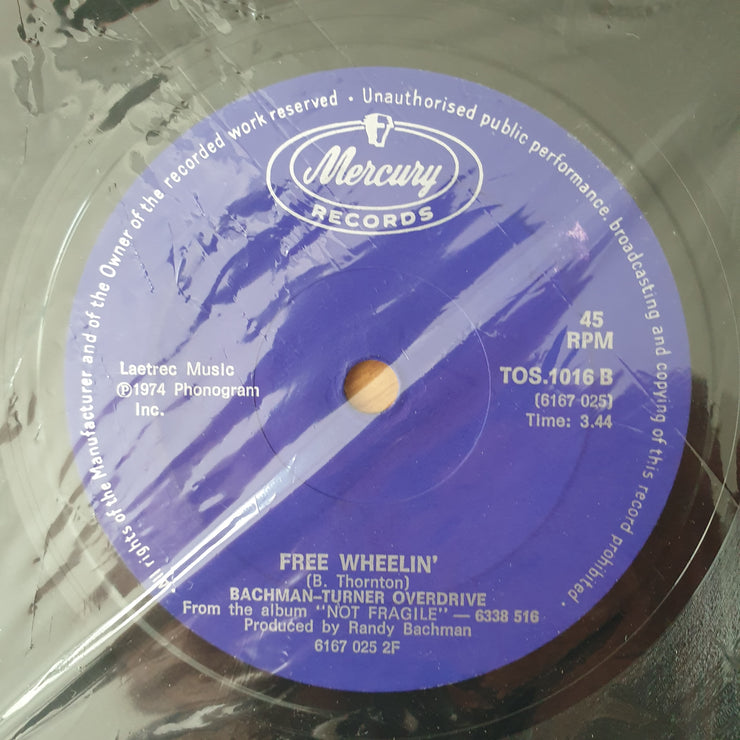 All rights of the Manufacturer and of the Owner of the recorded work reserved · Unauthorised public performance, broadcasting and copying of this record prohibited ·
Mercury
RECORDS
45
RPM
TOS.1016 B
(6167 025)
Time: 3.44
Laetrec Music
℗1974 Phonogram
Inc.
FREE WHEELIN'
(B. Thornton)
BACHMAN-TURNER OVERDRIVE
From the album "NOT FRAGILE" — 6338 516
Produced by Randy Bachman
6167 025 2F